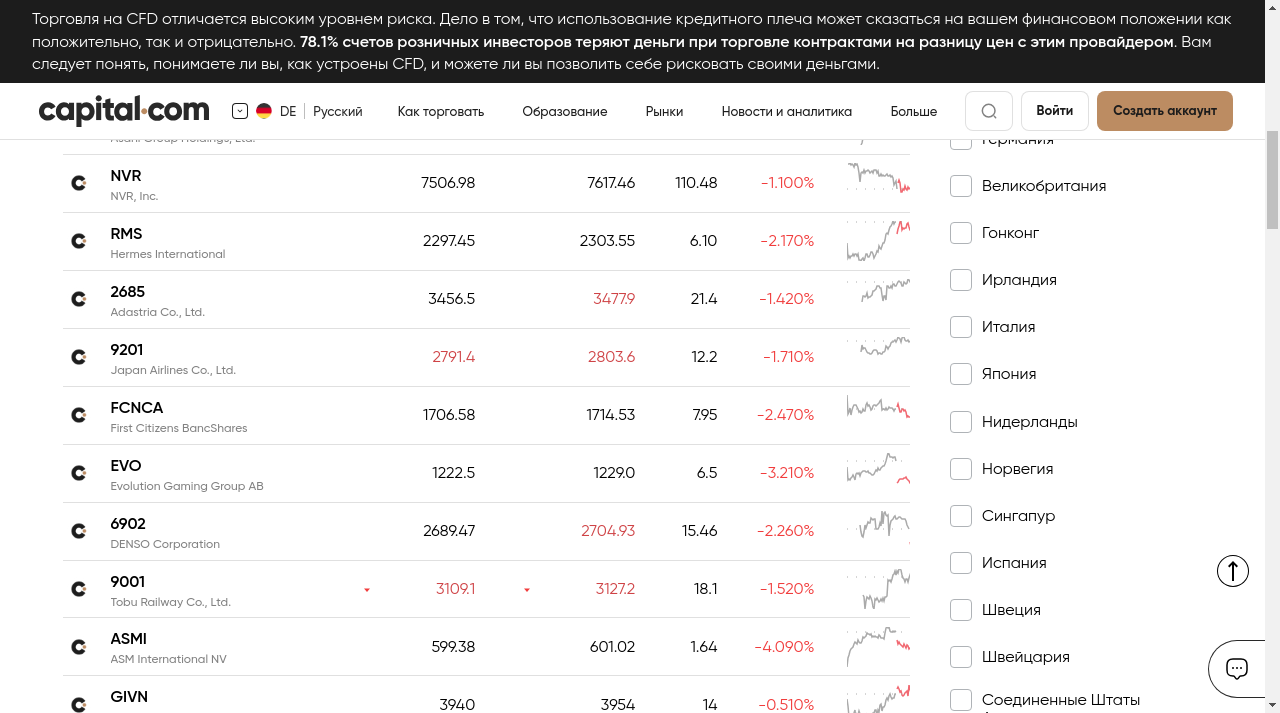 Торговля на CFD отличается высоким уровнем риска. Дело в том, что использование кредитного плеча может сказаться на вашем финансовом положении как
положительно, так и отрицательно. 78.1% счетов розничных инвесторов теряют деньги при торговле контрактами на разницу цен с этим провайдером. Вам
следует понять, понимаете ли вы, как устроены CFD, и можете ли вы позволить себе рисковать своими деньгами.
capital.com DE Русский Как торговать Образование Рынки Новости и аналитика Больше Войти Создать аккаунт
Asahi Group Holdings, Ltd.
Германия
NVR 7506.98 7617.46 110.48 -1.100%
NVR, Inc.
Великобритания
RMS 2297.45 2303.55 6.10 -2.170%
Hermes International
Гонконг
2685 3456.5 3477.9 21.4 -1.420%
Adastria Co., Ltd.
Ирландия
9201 2791.4 2803.6 12.2 -1.710%
Japan Airlines Co., Ltd.
Италия
FCNCA 1706.58 1714.53 7.95 -2.470%
First Citizens BancShares
Япония
EVO 1222.5 1229.0 6.5 -3.210%
Evolution Gaming Group AB
Нидерланды
6902 2689.47 2704.93 15.46 -2.260%
DENSO Corporation
Норвегия
9001 3109.1 3127.2 18.1 -1.520%
Tobu Railway Co., Ltd.
Сингапур
ASMI 599.38 601.02 1.64 -4.090%
ASM International NV
Испания
GIVN 3940 3954 14 -0.510%
Швеция
Швейцария
Соединенные Штаты